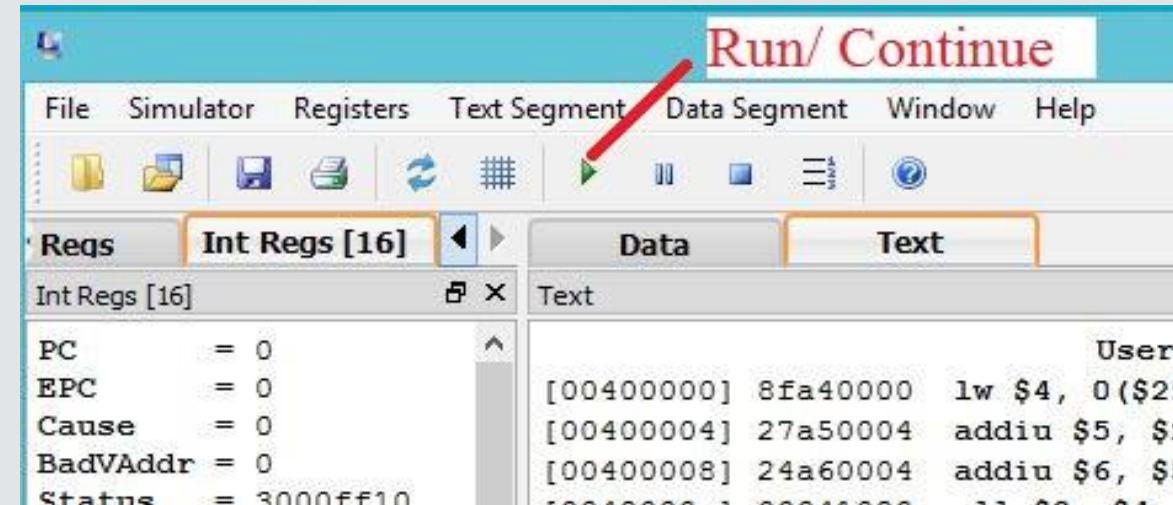 Run/ Continue
File Simulator Registers Text Segment Data Segment Window Help
Regs Int Regs [16] Data Text
Int Regs [16] Text
PC = 0 User
EPC = 0 [00400000] 8fa40000 lw $4, 0($2
Cause = 0 [00400004] 27a50004 addiu $5, $
BadVAddr = 0 [00400008] 24a60004 addiu $6, $
Status = 3000ff10